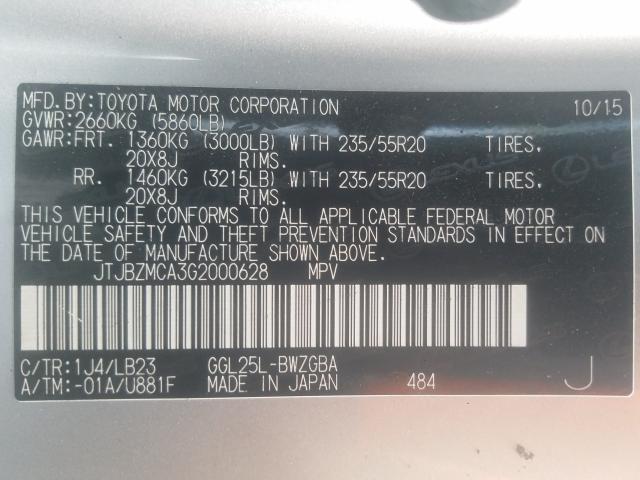 MFD.BY:TOYOTA MOTOR CORPORATION 10/15
GVWR:2660KG (5860LB)
GAWR:FRT. 1360KG (3000LB) WITH 235/55R20 TIRES,
20X8J RIMS.
RR. 1460KG (3215LB) WITH 235/55R20 TIRES,
20X8J RIMS.
THIS VEHICLE CONFORMS TO ALL APPLICABLE FEDERAL MOTOR
VEHICLE SAFETY AND THEFT PREVENTION STANDARDS IN EFFECT ON
THE DATE OF MANUFACTURE SHOWN ABOVE.
JTJBZMCA3G2000628 MPV
C/TR:1J4/LB23 GGL25L-BWZGBA
A/TM:-01A/U881F MADE IN JAPAN 484 J